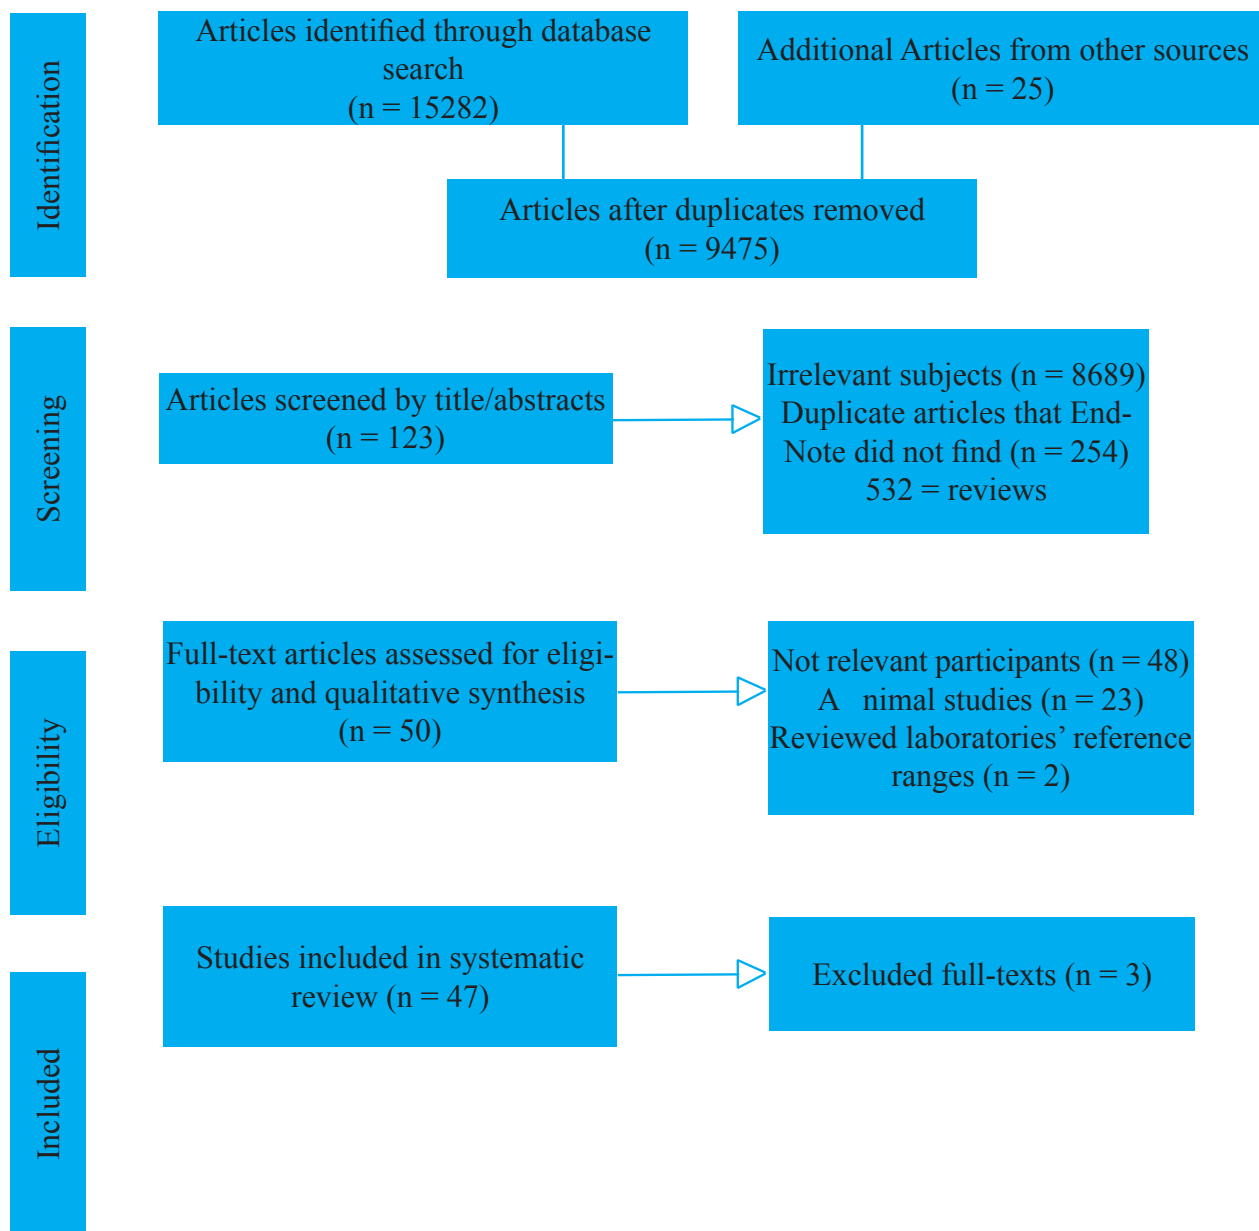 Identification
Articles identified through database
search
(n = 15282)
Additional Articles from other sources
(n = 25)
Articles after duplicates removed
(n = 9475)
Screening
Articles screened by title/abstracts
(n = 123)
Irrelevant subjects (n = 8689)
Duplicate articles that End-
Note did not find (n = 254)
532 = reviews
Eligibility
Full-text articles assessed for eligi-
bility and qualitative synthesis
(n = 50)
Not relevant participants (n = 48)
A nimal studies (n = 23)
Reviewed laboratories’ reference
ranges (n = 2)
Included
Studies included in systematic
review (n = 47)
Excluded full-texts (n = 3)